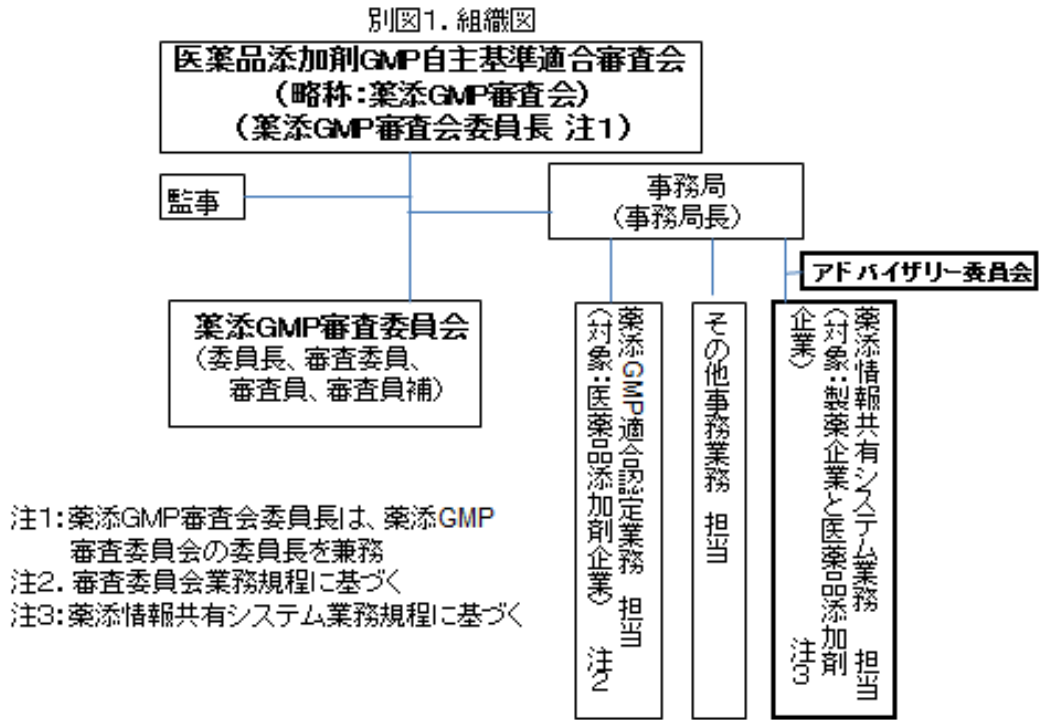 別図1.組織図
医薬品添加剤GMP自主基準適合審査会
(略称:薬添GMP審査会)
(薬添GMP審査会委員長 注1)
監事
事務局
(事務局長)
アドバイザリー委員会
薬添GMP審査委員会
(委員長、審査委員、
審査員、審査員補)
薬添GMP適合認定業務 担当
(対象:医薬品添加剤企業) 注2
その他事務業務 担当
薬添情報共有システム業務 担当
(対象:製薬企業と医薬品添加剤
企業) 注3
注1:薬添GMP審査会委員長は、薬添GMP
審査委員会の委員長を兼務
注2.審査委員会業務規程に基づく
注3:薬添情報共有システム業務規程に基づく